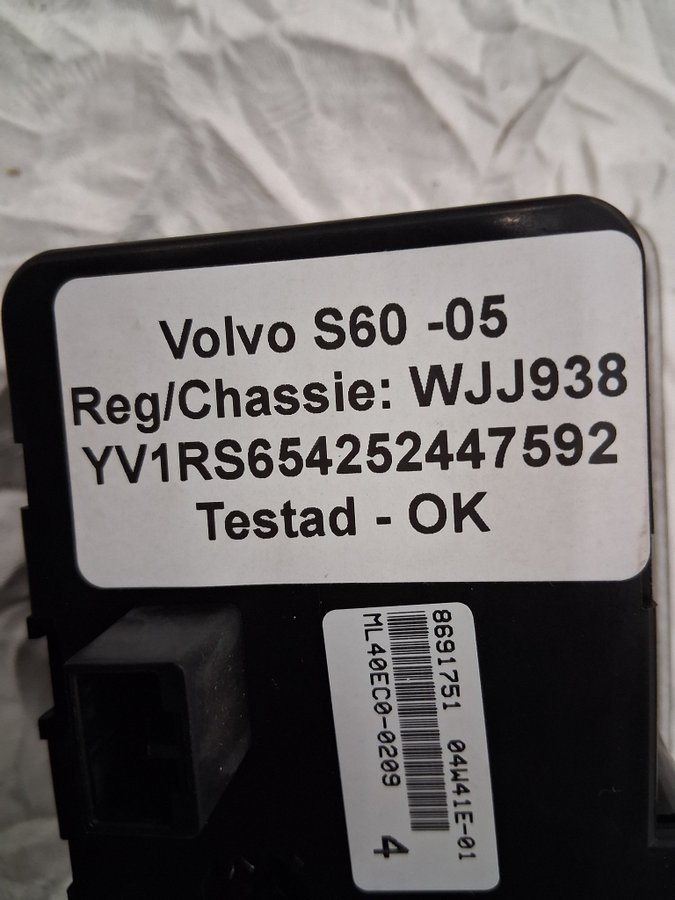 Volvo S60 -05
Reg/Chassie: WJJ938
YV1RS654252447592
Testad - OK
8691751 04W41E-01
ML40EC0-0209 4